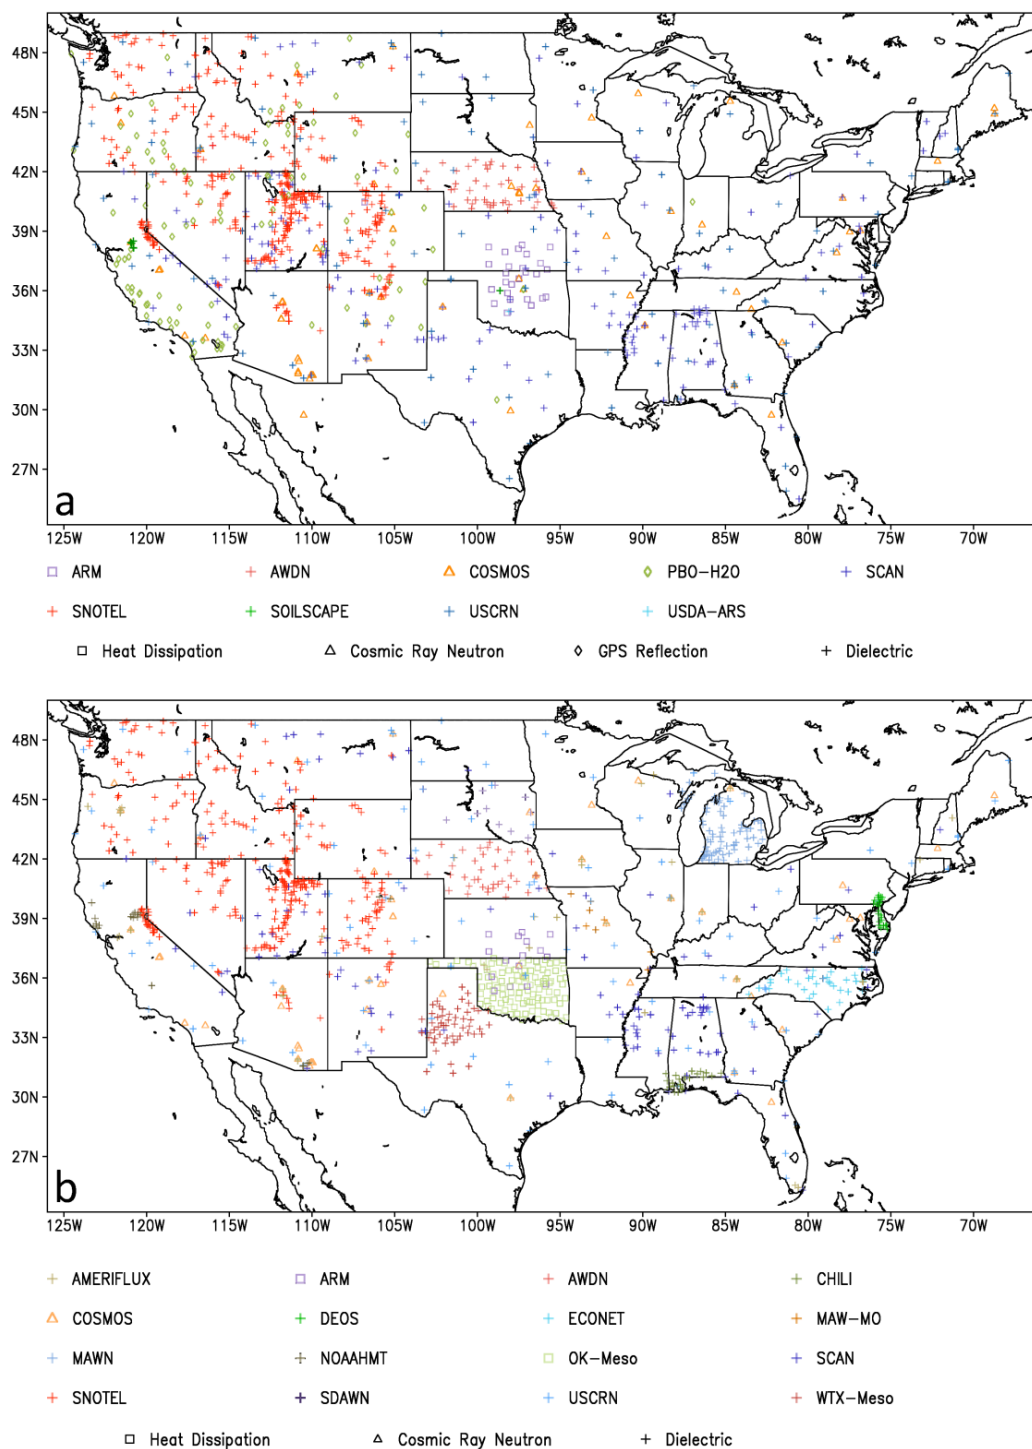 48N
45N
42N
39N
36N
33N
30N
27N
a
125W 120W 115W 110W 105W 100W 95W 90W 85W 80W 75W 70W
ARM AWDN COSMOS PBO-H2O SCAN
SNOTEL SOILSCAPE USCRN USDA-ARS
Heat Dissipation Cosmic Ray Neutron GPS Reflection Dielectric
48N
45N
42N
39N
36N
33N
30N
27N
b
125W 120W 115W 110W 105W 100W 95W 90W 85W 80W 75W 70W
AMERIFLUX ARM AWDN CHILI
COSMOS DEOS ECONET MAW-MO
MAWN NOAAHMT OK-Meso SCAN
SNOTEL SDAWN USCRN WTX-Meso
Heat Dissipation Cosmic Ray Neutron Dielectric